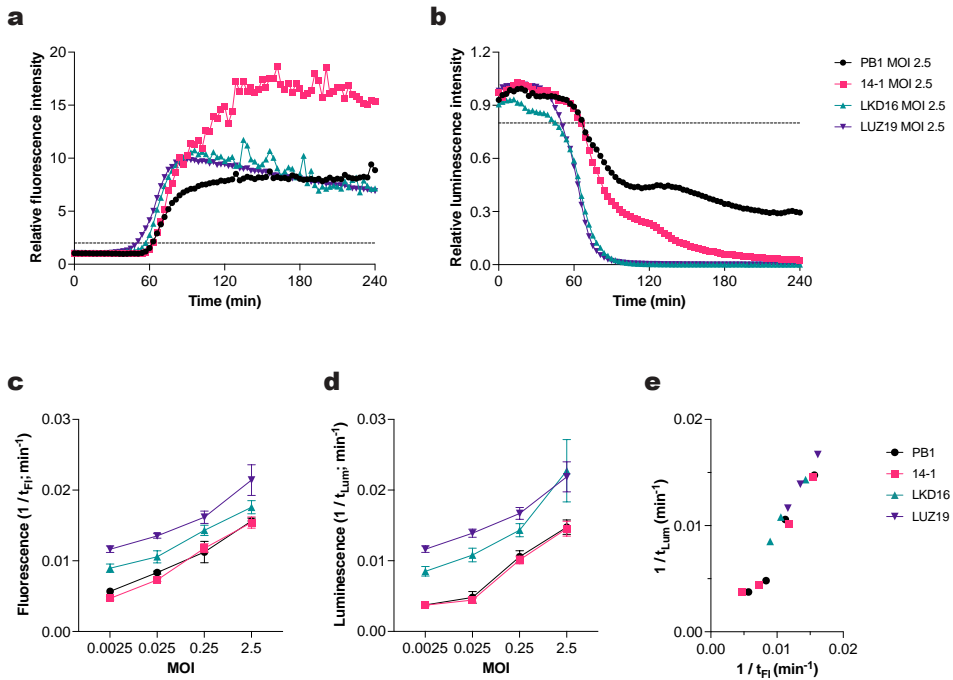 a
Relative fluorescence intensity
20
15
10
5
0
0
60
120
180
240
Time (min)
b
Relative luminescence intensity
1.2
0.9
0.6
0.3
0.0
0
60
120
180
240
Time (min)
PB1 MOI 2.5
14-1 MOI 2.5
LKD16 MOI 2.5
LUZ19 MOI 2.5
c
Fluorescence (1 / tFl; min-1)
0.03
0.02
0.01
0.00
0.0025
0.025
0.25
2.5
MOI
d
Luminescence (1 / tLum; min-1)
0.03
0.02
0.01
0.00
0.0025
0.025
0.25
2.5
MOI
e
1 / tLum (min-1)
0.02
0.01
0.00
0.00
0.01
0.02
1 / tFl (min-1)
PB1
14-1
LKD16
LUZ19